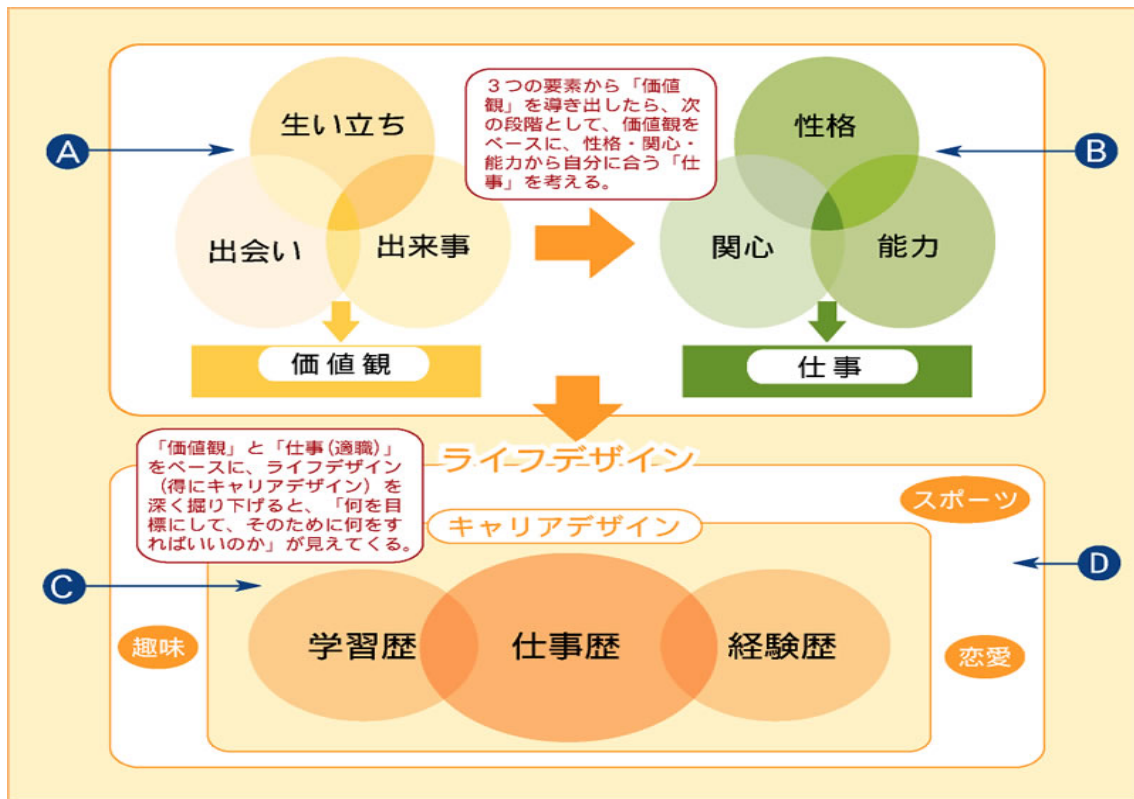 生い立ち
出会い
出来事
価値観
A
３つの要素から「価値
観」を導き出したら、次
の段階として、価値観を
ベースに、性格・関心・
能力から自分に合う「仕
事」を考える。
性格
関心
能力
仕事
B
ライフデザイン
「価値観」と「仕事(適職)」
をベースに、ライフデザイン
（得にキャリアデザイン）を
深く掘り下げると、「何を目
標にして、そのために何をす
ればいいのか」が見えてくる。
スポーツ
キャリアデザイン
C
D
学習歴
仕事歴
経験歴
趣味
恋愛